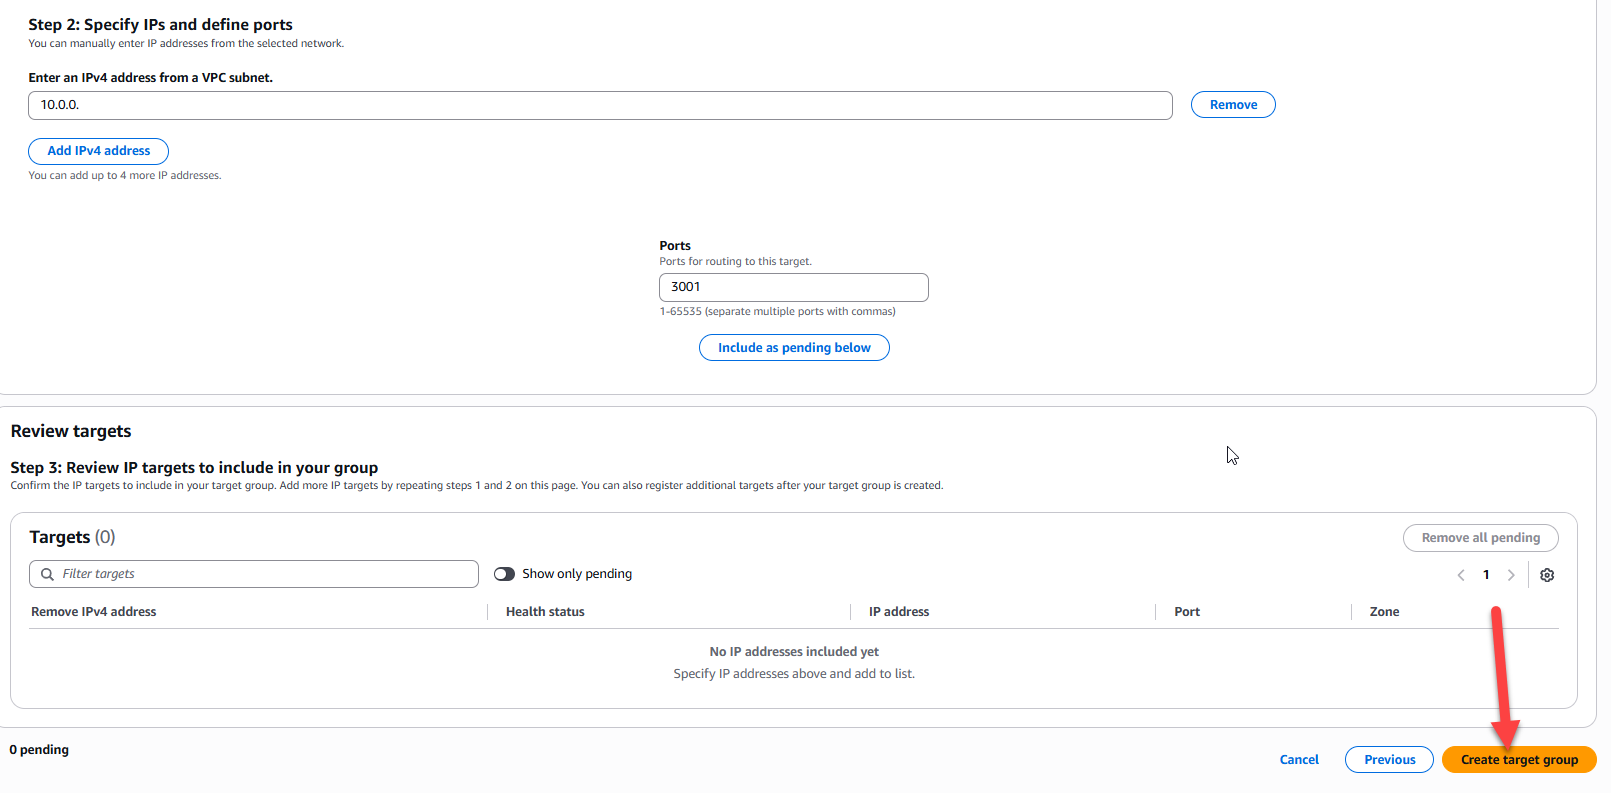 Step 2: Specify IPs and define ports
You can manually enter IP addresses from the selected network.
Enter an IPv4 address from a VPC subnet.
10.0.0.
Remove
Add IPv4 address
You can add up to 4 more IP addresses.
Ports
Ports for routing to this target.
3001
1-65535 (separate multiple ports with commas)
Include as pending below
Review targets
Step 3: Review IP targets to include in your group
Confirm the IP targets to include in your target group. Add more IP targets by repeating steps 1 and 2 on this page. You can also register additional targets after your target group is created.
Targets (0)
Remove all pending
Filter targets
Show only pending
1
Remove IPv4 address
Health status
IP address
Port
Zone
No IP addresses included yet
Specify IP addresses above and add to list.
0 pending
Cancel
Previous
Create target group